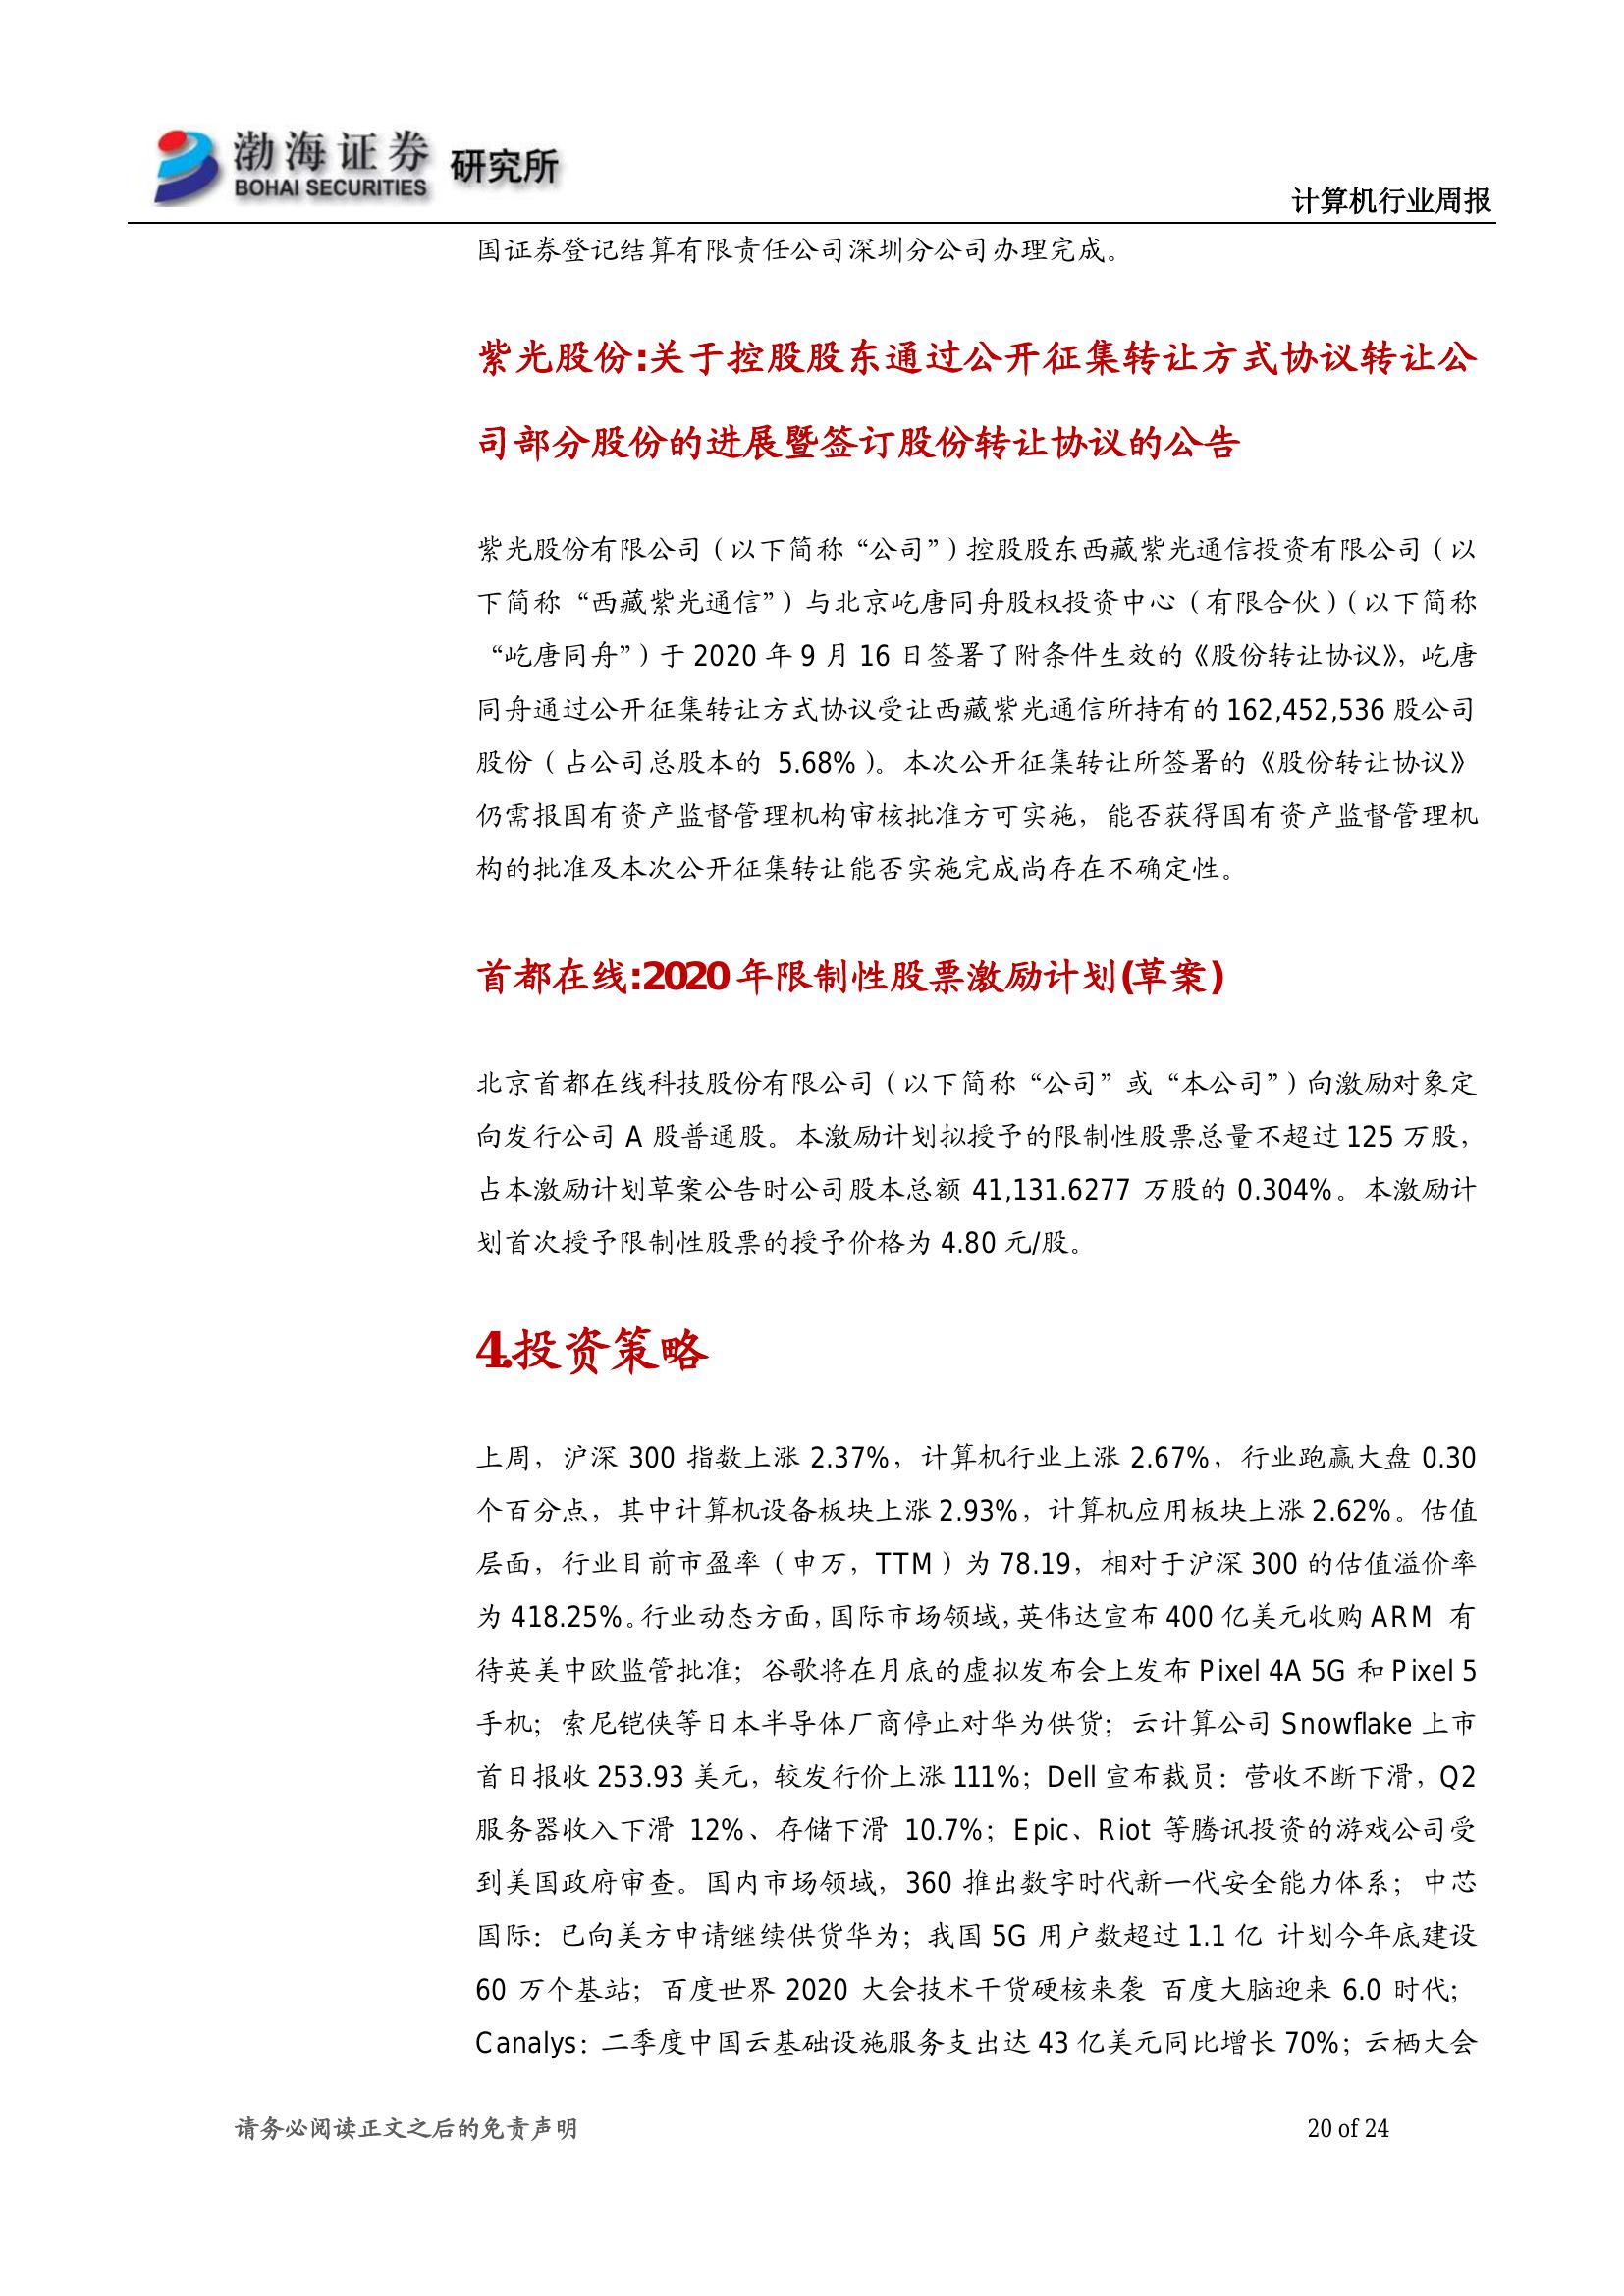 渤海证券
BOHAI SECURITIES
研究所
计算机行业周报
国证券登记结算有限责任公司深圳分公司办理完成。
紫光股份:关于控股股东通过公开征集转让方式协议转让公
司部分股份的进展暨签订股份转让协议的公告
紫光股份有限公司（以下简称“公司”）控股股东西藏紫光通信投资有限公司（以
下简称“西藏紫光通信”）与北京屹唐同舟股权投资中心（有限合伙）（以下简称
“屹唐同舟”）于 2020 年 9 月 16 日签署了附条件生效的《股份转让协议》，屹唐
同舟通过公开征集转让方式协议受让西藏紫光通信所持有的 162,452,536 股公司
股份（占公司总股本的 5.68%）。本次公开征集转让所签署的《股份转让协议》
仍需报国有资产监督管理机构审核批准方可实施，能否获得国有资产监督管理机
构的批准及本次公开征集转让能否实施完成尚存在不确定性。
首都在线:2020 年限制性股票激励计划(草案)
北京首都在线科技股份有限公司（以下简称“公司”或“本公司”）向激励对象定
向发行公司 A 股普通股。本激励计划拟授予的限制性股票总量不超过 125 万股，
占本激励计划草案公告时公司股本总额 41,131.6277 万股的 0.304%。本激励计
划首次授予限制性股票的授予价格为 4.80 元/股。
4.投资策略
上周，沪深 300 指数上涨 2.37%，计算机行业上涨 2.67%，行业跑赢大盘 0.30
个百分点，其中计算机设备板块上涨 2.93%，计算机应用板块上涨 2.62%。估值
层面，行业目前市盈率（申万，TTM）为 78.19，相对于沪深 300 的估值溢价率
为 418.25%。行业动态方面，国际市场领域，英伟达宣布 400 亿美元收购 ARM 有
待英美中欧监管批准；谷歌将在月底的虚拟发布会上发布 Pixel 4A 5G 和 Pixel 5
手机；索尼铠侠等日本半导体厂商停止对华为供货；云计算公司 Snowflake 上市
首日报收 253.93 美元，较发行价上涨 111%；Dell 宣布裁员：营收不断下滑，Q2
服务器收入下滑 12%、存储下滑 10.7%；Epic、Riot 等腾讯投资的游戏公司受
到美国政府审查。国内市场领域，360 推出数字时代新一代安全能力体系；中芯
国际：已向美方申请继续供货华为；我国 5G 用户数超过 1.1 亿 计划今年底建设
60 万个基站；百度世界 2020 大会技术干货硬核来袭 百度大脑迎来 6.0 时代；
Canalys：二季度中国云基础设施服务支出达 43 亿美元同比增长 70%；云栖大会
请务必阅读正文之后的免责声明
20 of 24